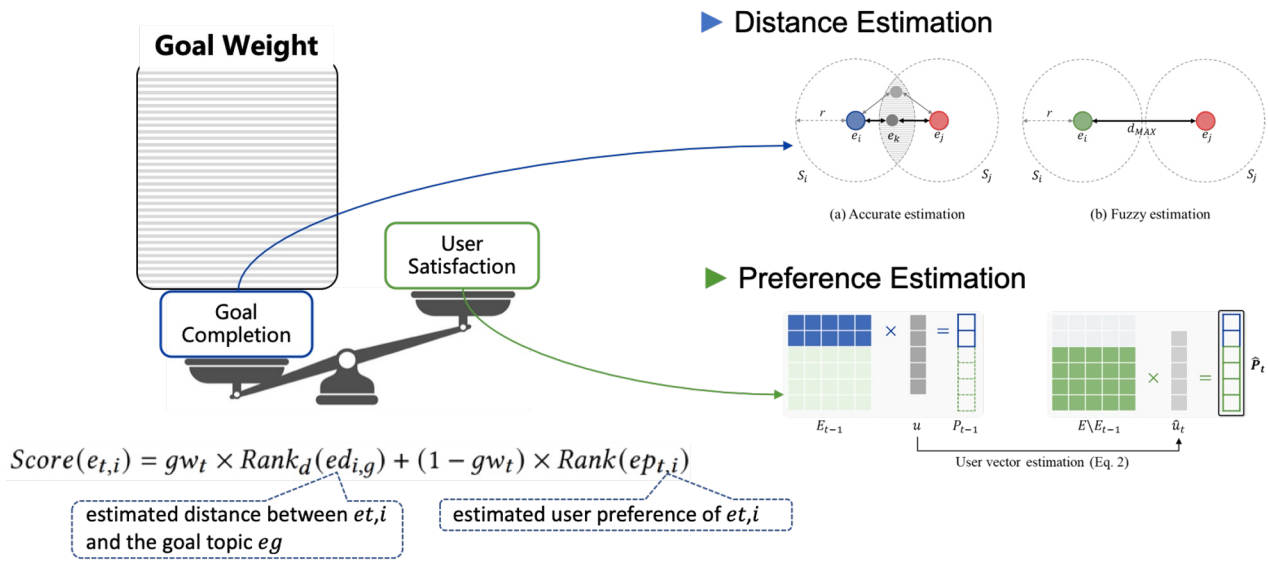 Goal Weight
Goal
Completion
User
Satisfaction
Score(e_{t,i}) = gw_t × Rank_d(ed_{i,g}) + (1 − gw_t) × Rank(ep_{t,i})
estimated distance between et,i
and the goal topic eg
estimated user preference of et,i
Distance Estimation
r
e_i
e_k
e_j
S_i
S_j
(a) Accurate estimation
r
e_i
d_{MAX}
e_j
S_i
S_j
(b) Fuzzy estimation
Preference Estimation
× =
E_{t−1}
u
P_{t−1}
× =
P̂_t
E\E_{t−1}
û_t
User vector estimation (Eq. 2)